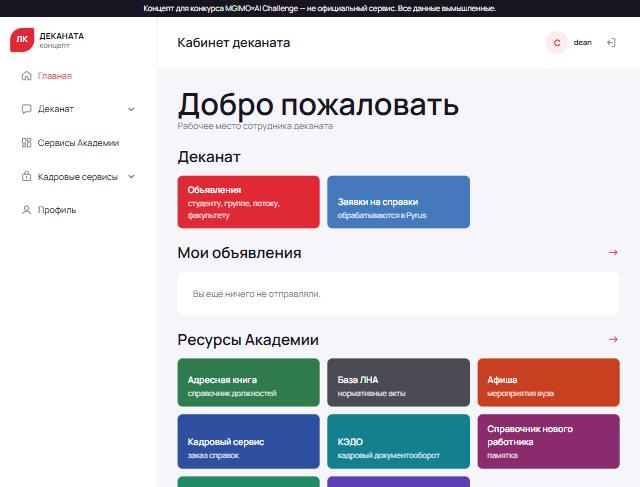 Концепт для конкурса MGIMO×AI Challenge — не официальный сервис. Все данные вымышленные.
ЛК
ДЕКАНАТА
концепт
Главная
Деканат
Сервисы Академии
Кадровые сервисы
Профиль
Кабинет деканата
С
dean
Добро пожаловать
Рабочее место сотрудника деканата
Деканат
Объявления
студенту, группе, потоку,
факультету
Заявки на справки
обрабатываются в Pyrus
Мои объявления
Вы еще ничего не отправляли.
Ресурсы Академии
Адресная книга
справочник должностей
База ЛНА
нормативные акты
Афиша
мероприятия вуза
Кадровый сервис
заказ справок
КЭДО
кадровый документооборот
Справочник нового
работника
памятка